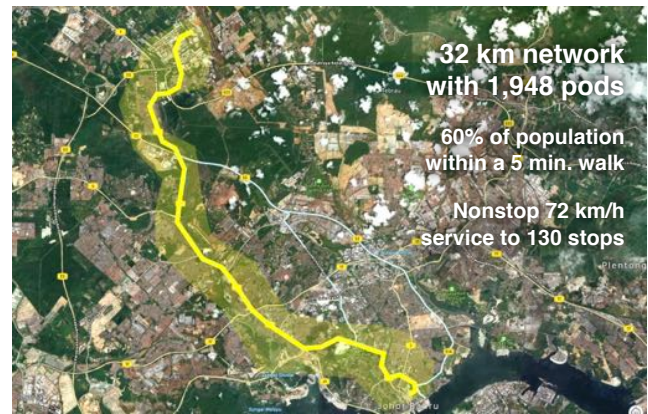 32 km network
with 1,948 pods
60% of population
within a 5 min. walk
Nonstop 72 km/h
service to 130 stops
Plentong